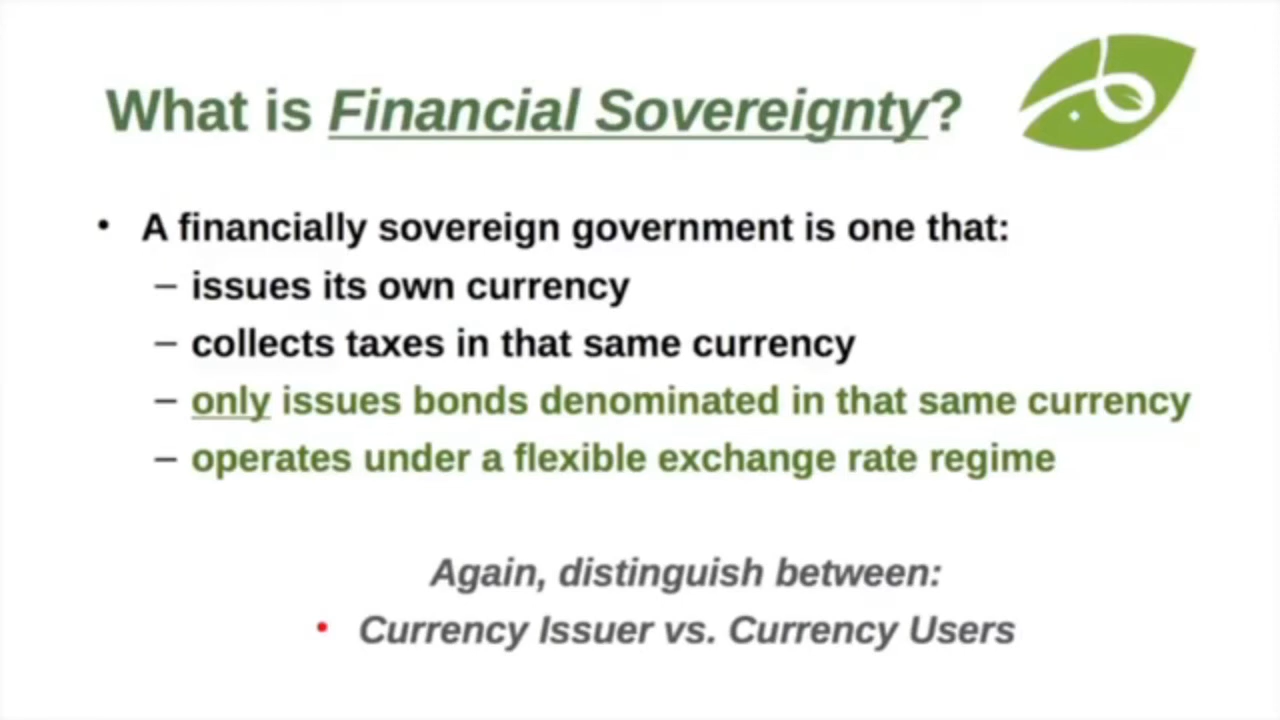 What is Financial Sovereignty?
• A financially sovereign government is one that:
– issues its own currency
– collects taxes in that same currency
– only issues bonds denominated in that same currency
– operates under a flexible exchange rate regime
Again, distinguish between:
• Currency Issuer vs. Currency Users